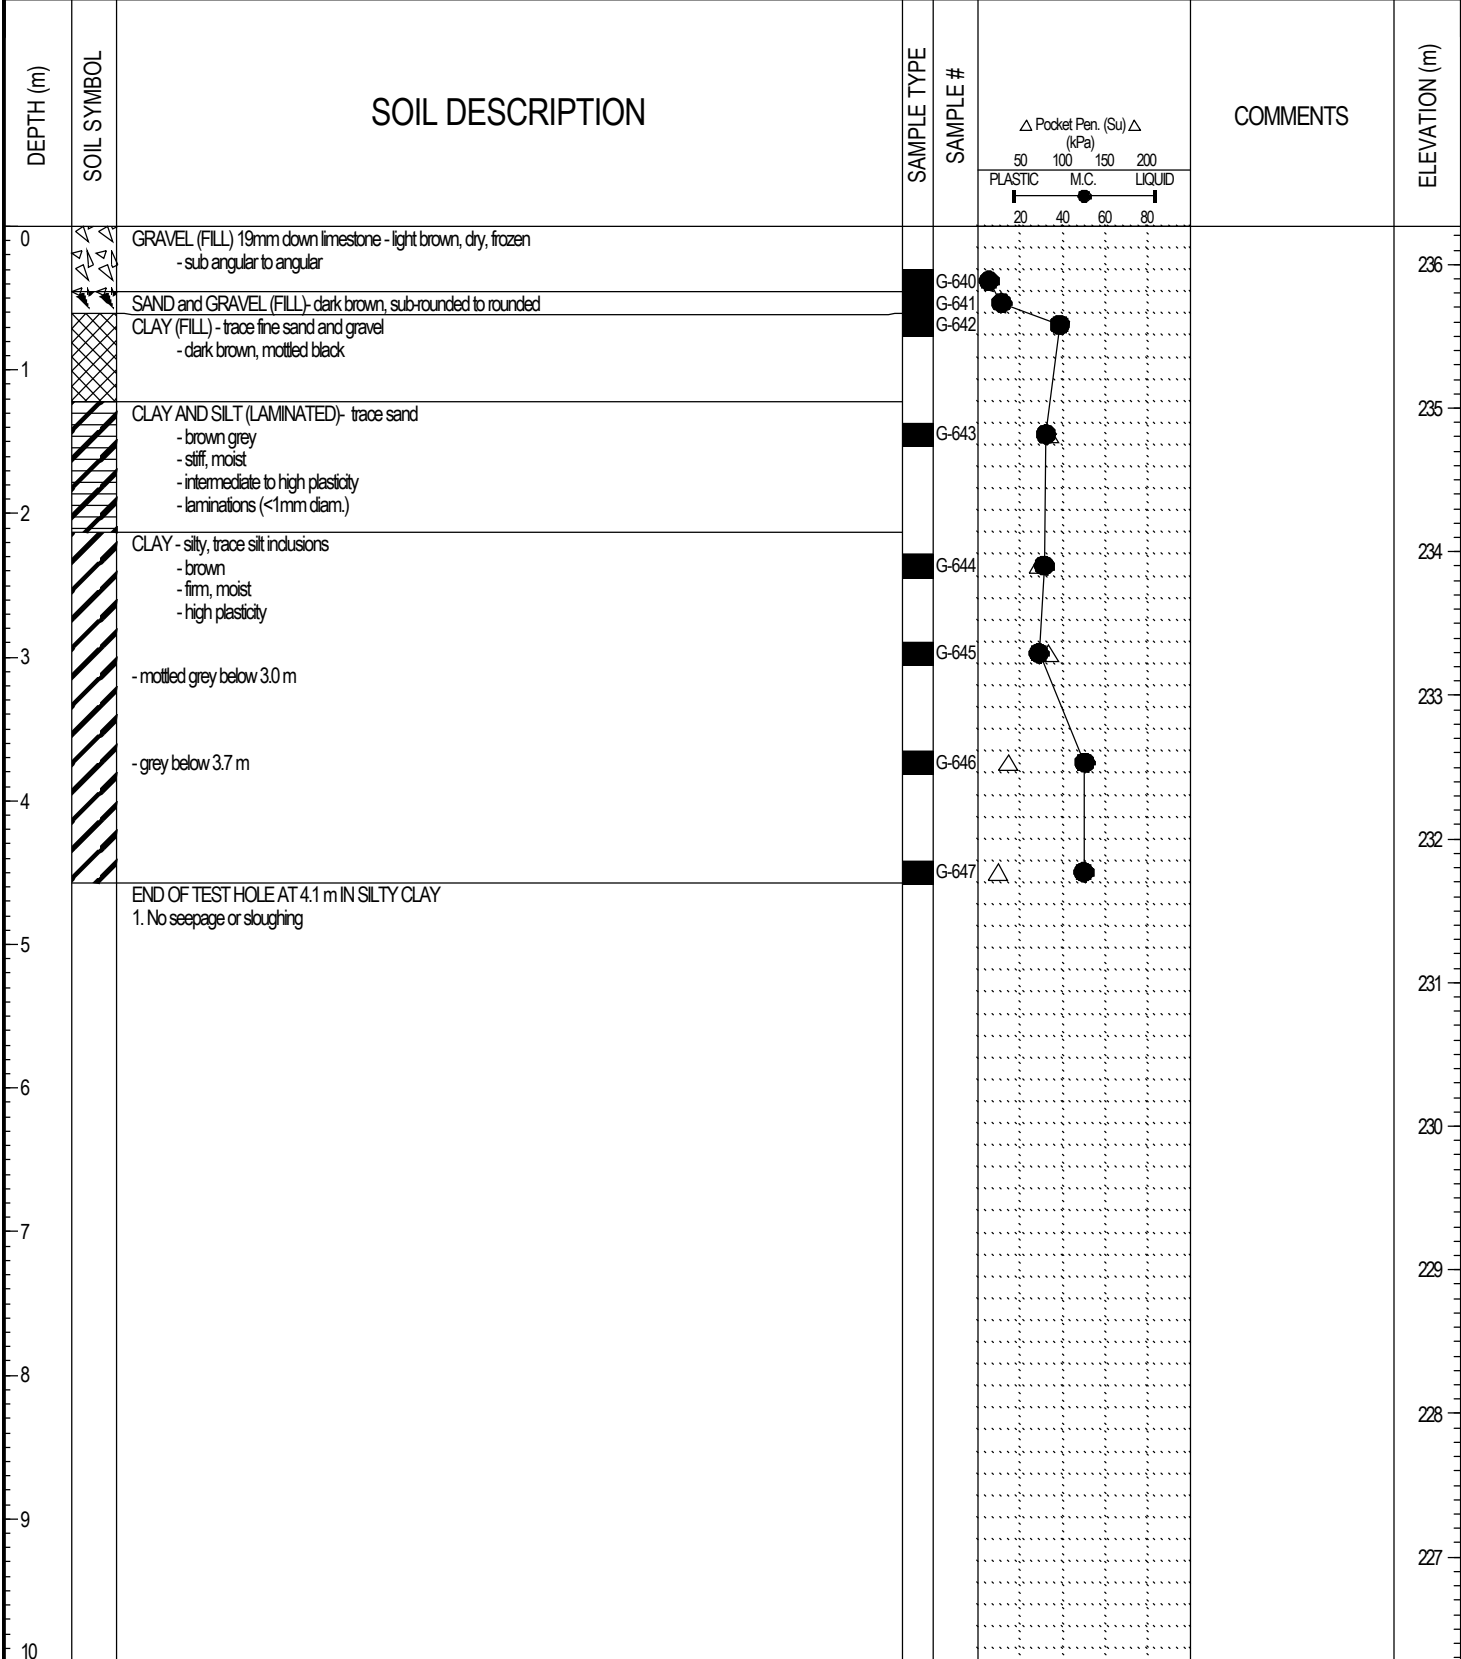 DEPTH (m)
SOIL SYMBOL
SOIL DESCRIPTION
SAMPLE TYPE
SAMPLE #
△ Pocket Pen. (Su) △
(kPa)
50 100 150 200
PLASTIC M.C. LIQUID
20 40 60 80
COMMENTS
ELEVATION (m)
0
GRAVEL (FILL) 19mm down limestone - light brown, dry, frozen
- sub angular to angular
236
G-640
SAND and GRAVEL (FILL)- dark brown, sub-rounded to rounded
G-641
CLAY (FILL) - trace fine sand and gravel
G-642
- dark brown, mottled black
1
235
CLAY AND SILT (LAMINATED)- trace sand
- brown grey
G-643
- stiff, moist
- intermediate to high plasticity
- laminations (<1mm diam.)
2
CLAY - silty, trace silt inclusions
234
- brown
G-644
- firm, moist
- high plasticity
G-645
3
- mottled grey below 3.0 m
233
- grey below 3.7 m
G-646
4
232
G-647
END OF TEST HOLE AT 4.1 m IN SILTY CLAY
1. No seepage or sloughing
5
231
6
230
7
229
8
228
9
227
10